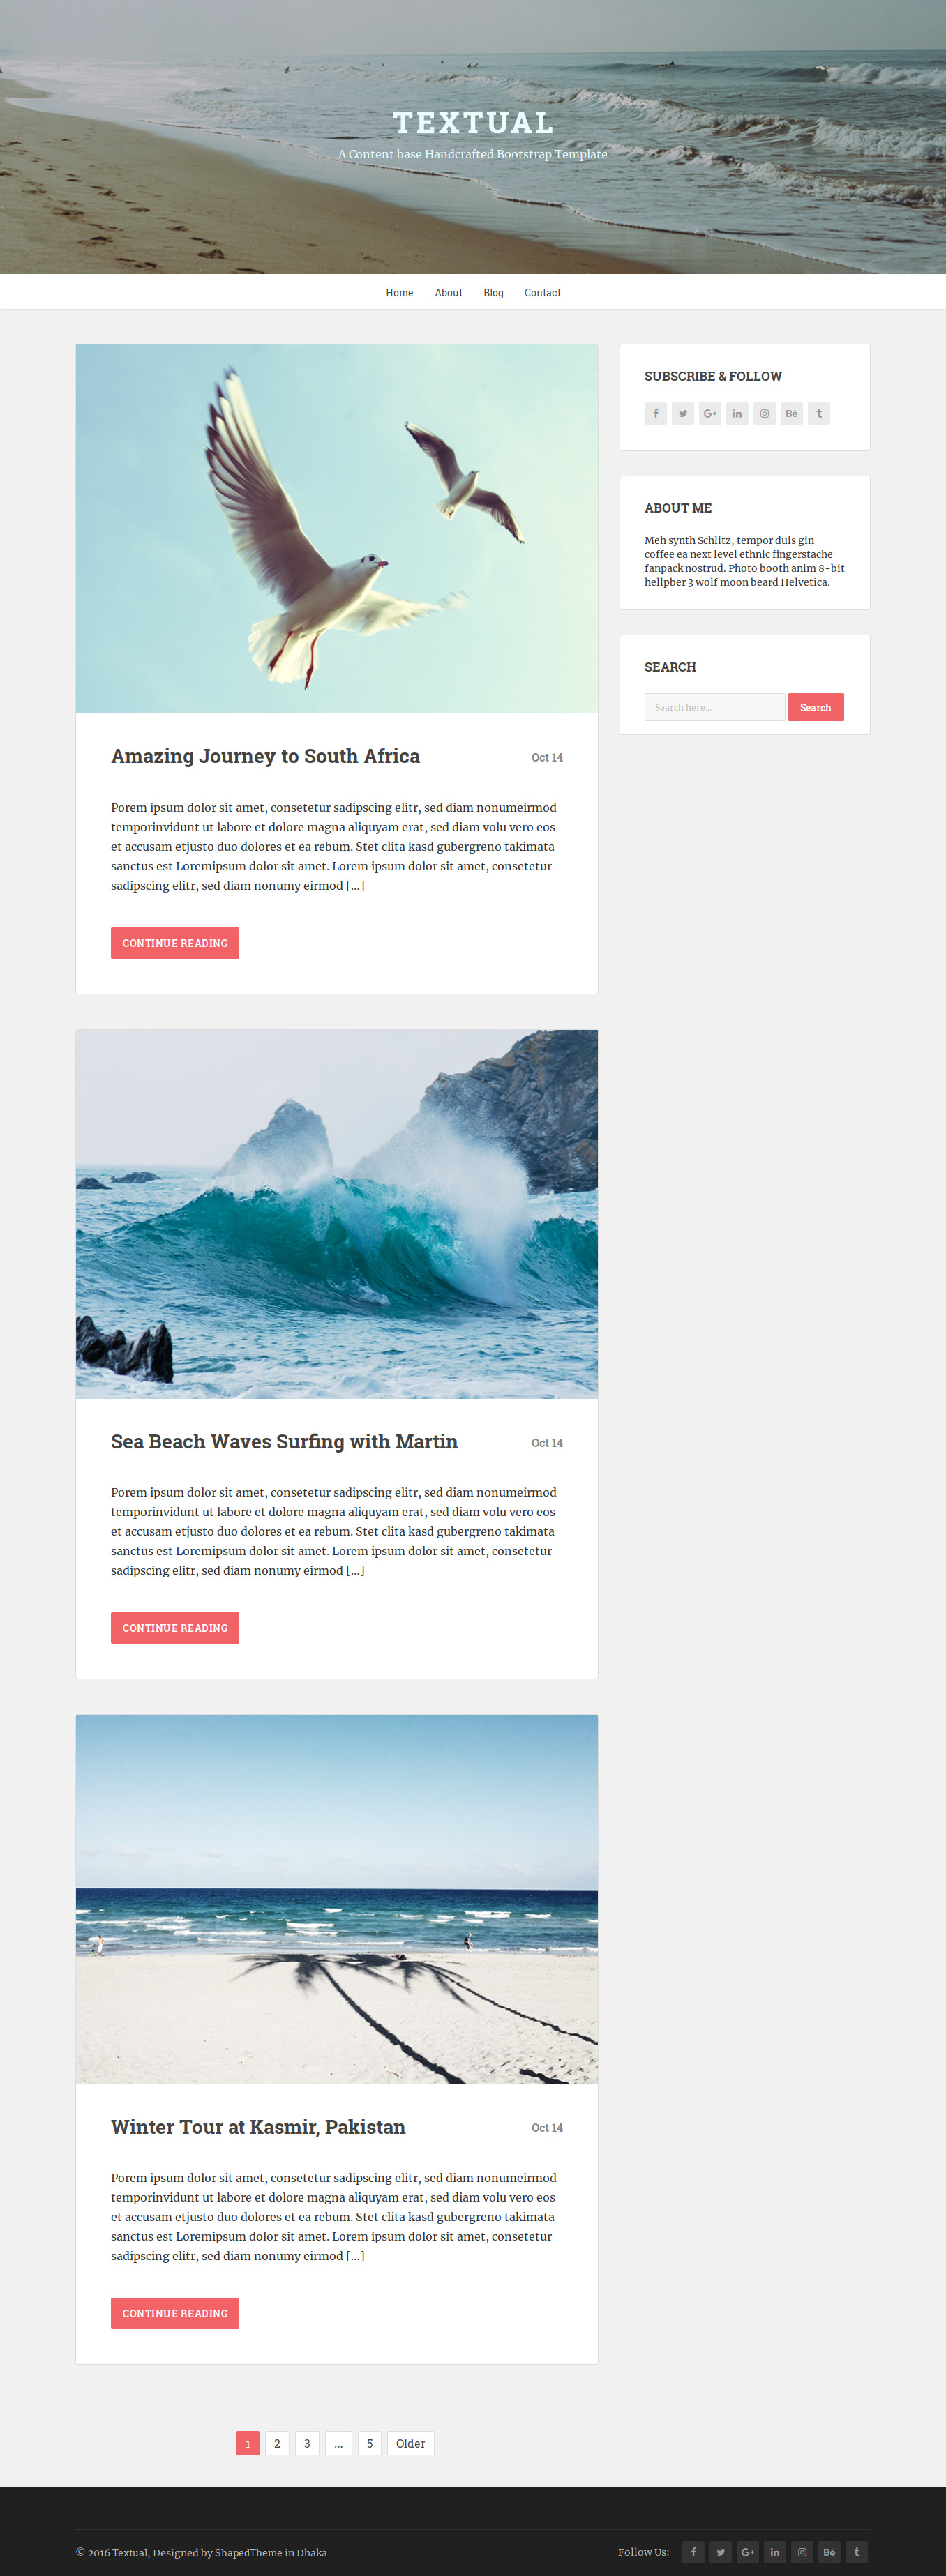 TEXTUAL
A Content base Handcrafted Bootstrap Template
Home About Blog Contact
Amazing Journey to South Africa
Oct 14
Porem ipsum dolor sit amet, consetetur sadipscing elitr, sed diam nonumeirmod
temporinvidunt ut labore et dolore magna aliquyam erat, sed diam volu vero eos
et accusam etjusto duo dolores et ea rebum. Stet clita kasd gubergreno takimata
sanctus est Loremipsum dolor sit amet. Lorem ipsum dolor sit amet, consetetur
sadipscing elitr, sed diam nonumy eirmod [...]
CONTINUE READING
Sea Beach Waves Surfing with Martin
Oct 14
Porem ipsum dolor sit amet, consetetur sadipscing elitr, sed diam nonumeirmod
temporinvidunt ut labore et dolore magna aliquyam erat, sed diam volu vero eos
et accusam etjusto duo dolores et ea rebum. Stet clita kasd gubergreno takimata
sanctus est Loremipsum dolor sit amet. Lorem ipsum dolor sit amet, consetetur
sadipscing elitr, sed diam nonumy eirmod [...]
CONTINUE READING
Winter Tour at Kasmir, Pakistan
Oct 14
Porem ipsum dolor sit amet, consetetur sadipscing elitr, sed diam nonumeirmod
temporinvidunt ut labore et dolore magna aliquyam erat, sed diam volu vero eos
et accusam etjusto duo dolores et ea rebum. Stet clita kasd gubergreno takimata
sanctus est Loremipsum dolor sit amet. Lorem ipsum dolor sit amet, consetetur
sadipscing elitr, sed diam nonumy eirmod [...]
CONTINUE READING
1 2 3 ... 5 Older
SUBSCRIBE & FOLLOW
ABOUT ME
Meh synth Schlitz, tempor duis gin
coffee ea next level ethnic fingerstache
fanpack nostrud. Photo booth anim 8-bit
hellpber 3 wolf moon beard Helvetica.
SEARCH
Search here...
Search
© 2016 Textual, Designed by ShapedTheme in Dhaka
Follow Us: